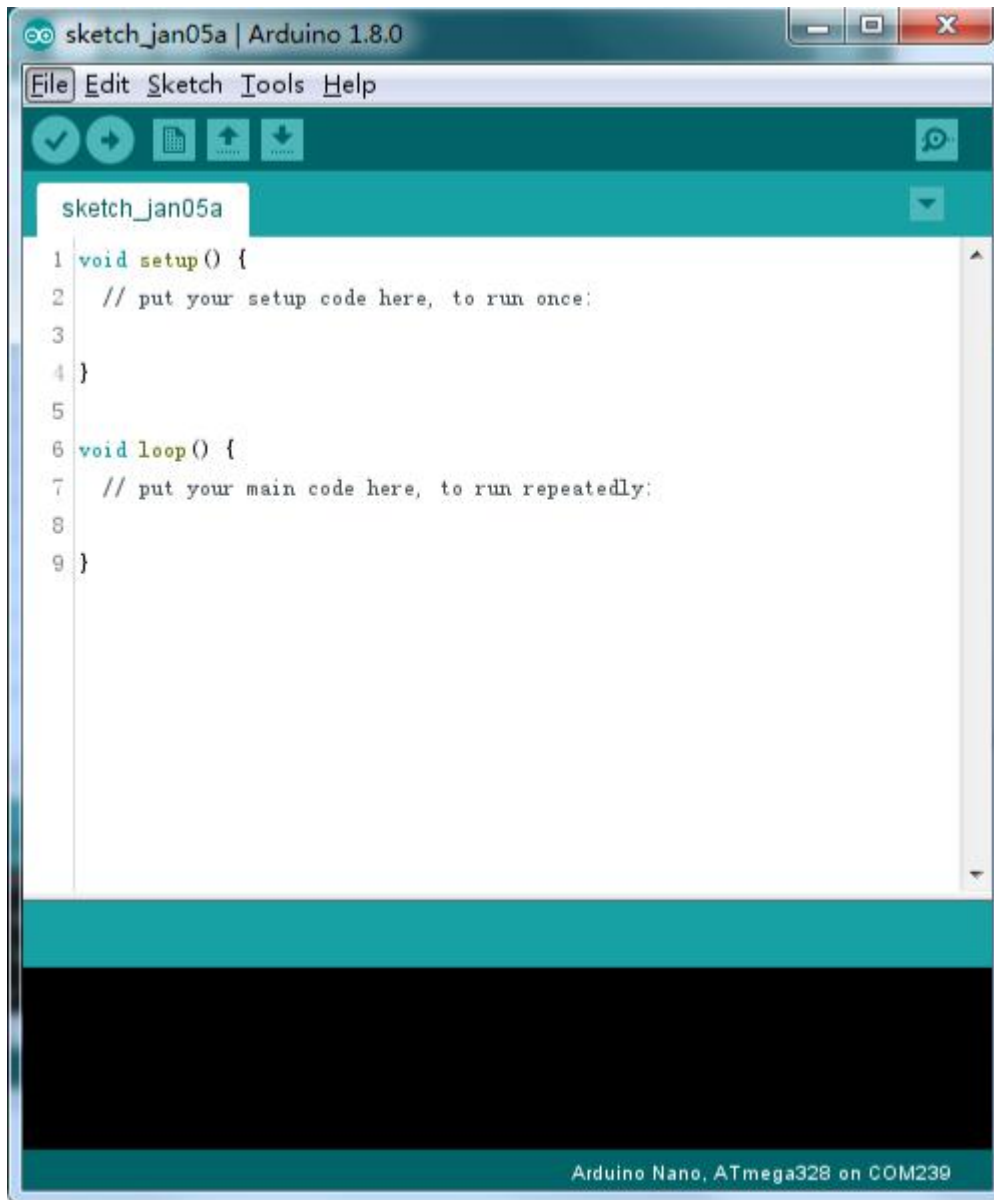 sketch_jan05a | Arduino 1.8.0
File Edit Sketch Tools Help
sketch_jan05a
1 void setup() {
2 // put your setup code here, to run once:
3
4 }
5
6 void loop() {
7 // put your main code here, to run repeatedly:
8
9 }
Arduino Nano, ATmega328 on COM239